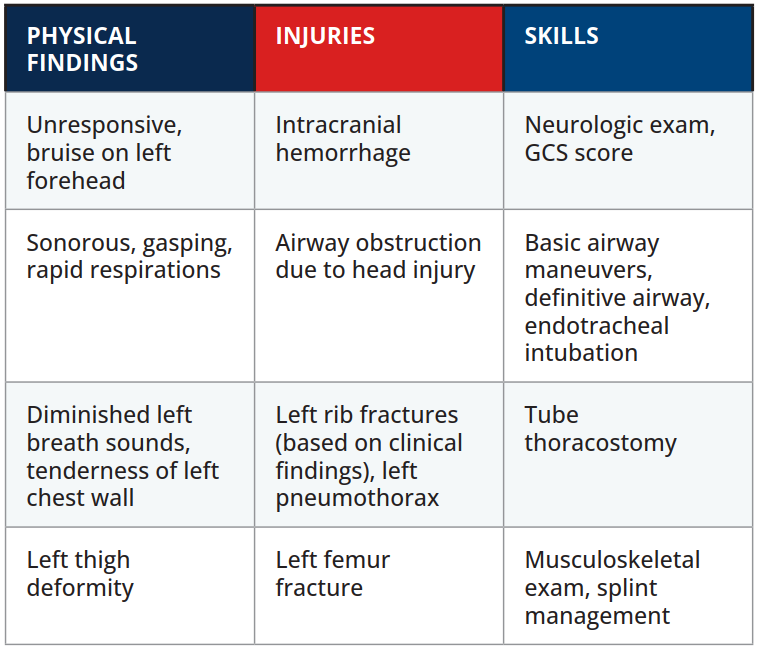 PHYSICAL
FINDINGS
INJURIES
SKILLS
Unresponsive,
bruise on left
forehead
Intracranial
hemorrhage
Neurologic exam,
GCS score
Sonorous, gasping,
rapid respirations
Airway obstruction
due to head injury
Basic airway
maneuvers,
definitive airway,
endotracheal
intubation
Diminished left
breath sounds,
tenderness of left
chest wall
Left rib fractures
(based on clinical
findings), left
pneumothorax
Tube
thoracostomy
Left thigh
deformity
Left femur
fracture
Musculoskeletal
exam, splint
management